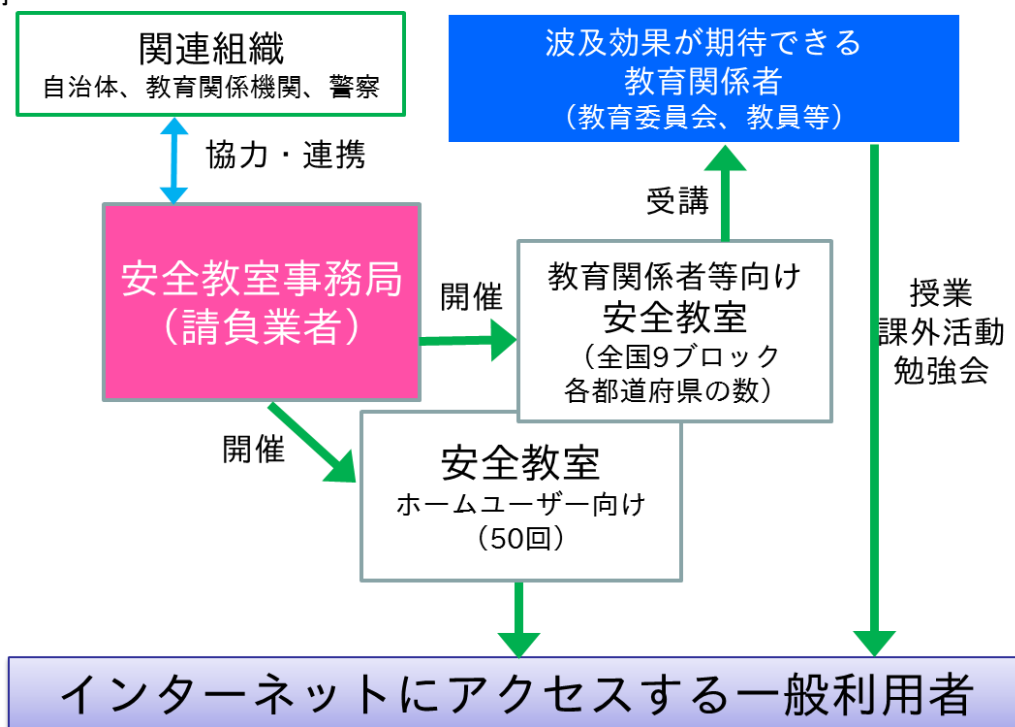 関連組織
自治体、教育関係機関、警察
波及効果が期待できる
教育関係者
（教育委員会、教員等）
協力・連携
受講
安全教室事務局
（請負業者）
開催
教育関係者等向け
安全教室
（全国9ブロック
各都道府県の数）
授業
課外活動
勉強会
開催
安全教室
ホームユーザー向け
（50回）
インターネットにアクセスする一般利用者